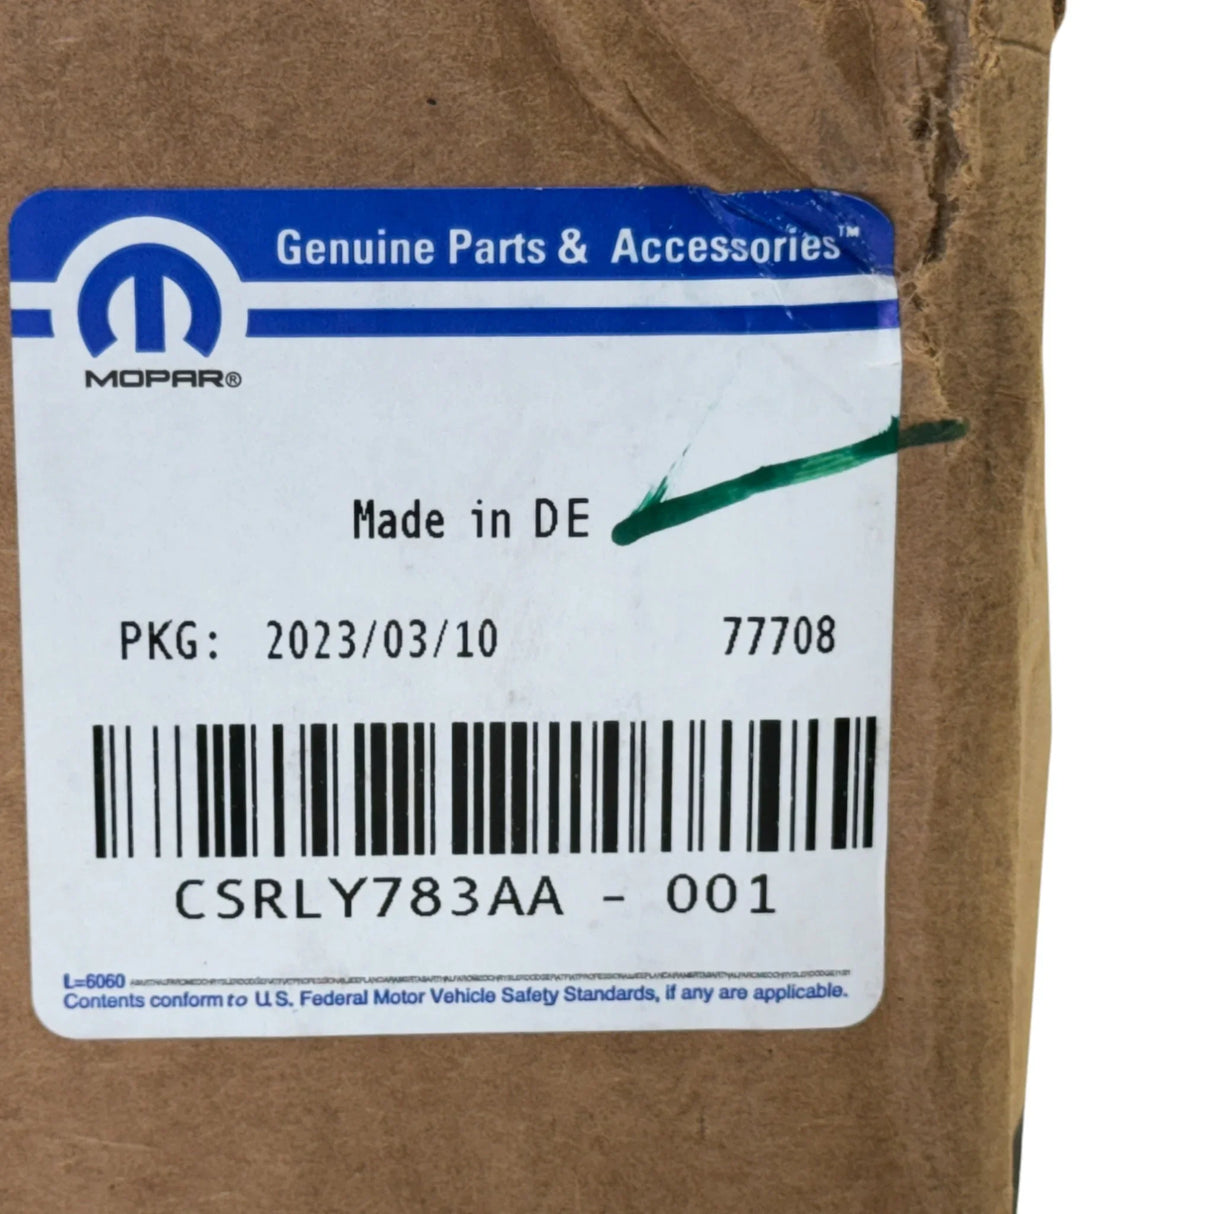 Genuine Parts & Accessories™
MOPAR®
Made in DE
PKG: 2023/03/10 77708
CSRLY783AA - 001
L=6060
Contents conform to U.S. Federal Motor Vehicle Safety Standards, if any are applicable.